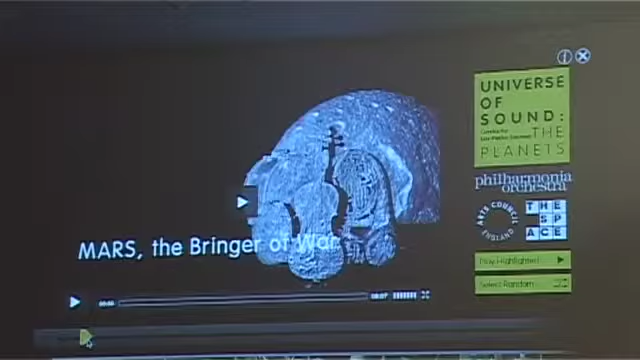 UNIVERSE
OF
SOUND:
THE
PLANETS
philharmonia
orchestra
ARTS COUNCIL
ENGLAND
THE
SP
ACE
MARS, the Bringer of War
Play Highlighted
Select Random